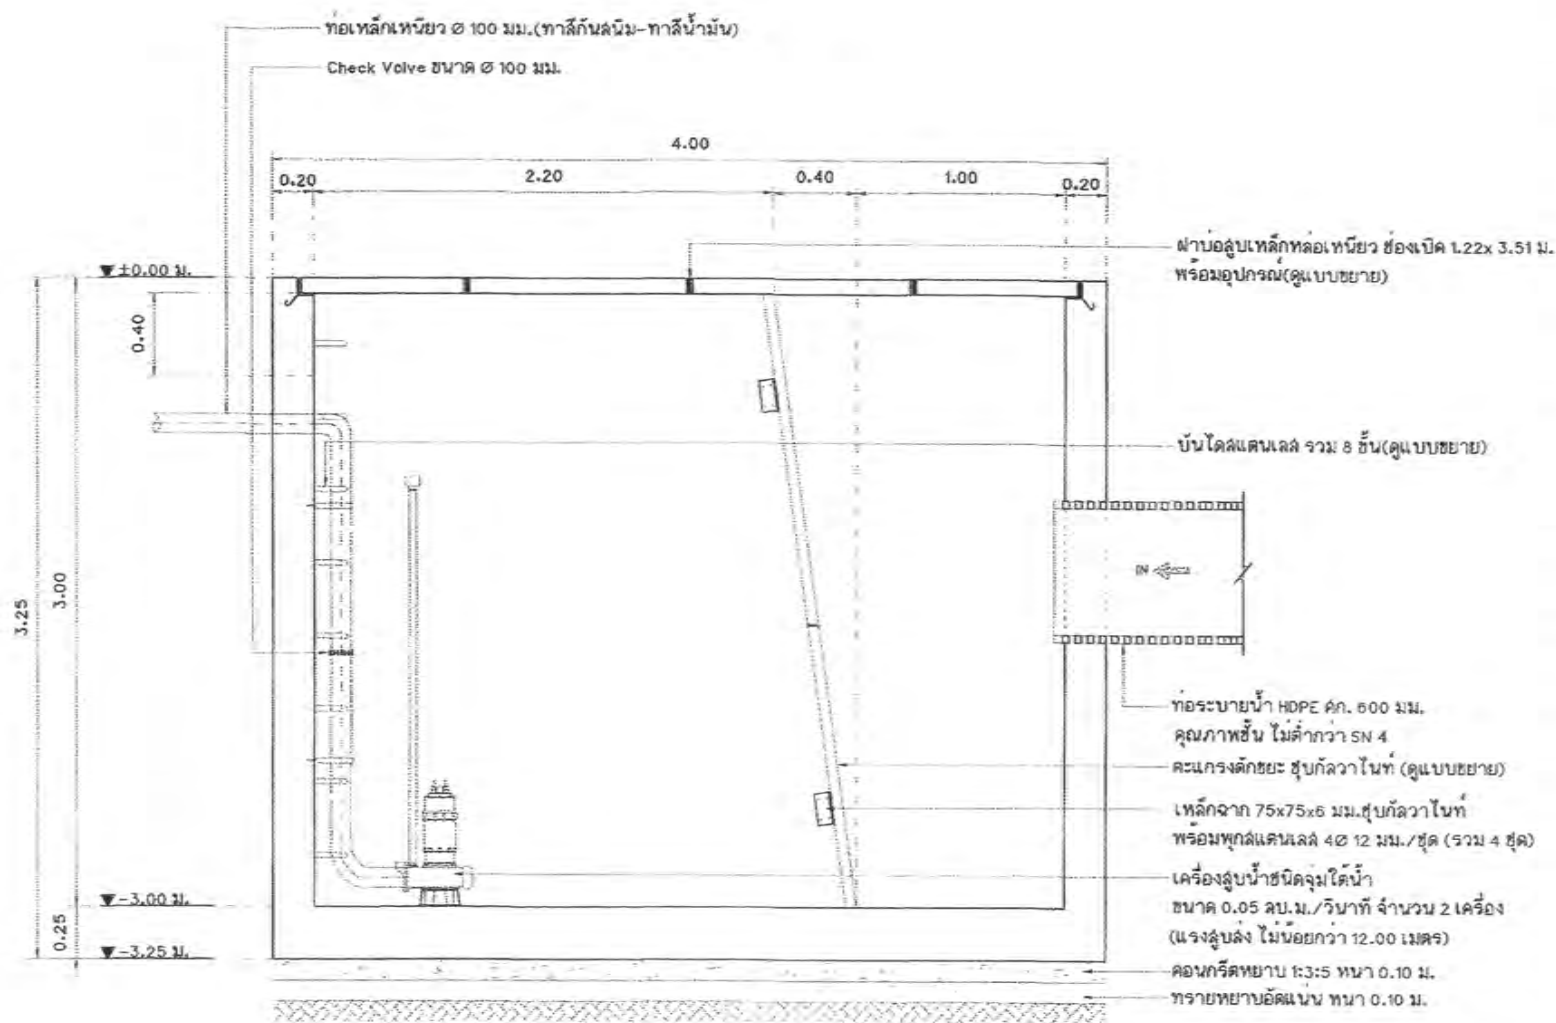 ท่อเหล็กเหนียว Ø 100 มม.(ทาสีกันสนิม-ทาสีน้ำมัน)
Check Valve ขนาด Ø 100 มม.
4.00
0.20
2.20
0.40
1.00
0.20
ฝาบ่อสูบเหล็กหล่อเหนียว ช่องเปิด 1.22x 3.51 ม.
พร้อมอุปกรณ์(ดูแบบขยาย)
▼±0.00 ม.
0.40
บันไดสแตนเลส รวม 8 ขั้น(ดูแบบขยาย)
IN
3.25
3.00
ท่อระบายน้ำ HDPE ศก. 600 มม.
คุณภาพชั้น ไม่ต่ำกว่า SN 4
ตะแกรงดักขยะ ชุบกัลวาไนท์ (ดูแบบขยาย)
เหล็กฉาก 75x75x6 มม.ชุบกัลวาไนท์
พร้อมพุกสแตนเลส 4Ø 12 มม./ชุด (รวม 4 ชุด)
เครื่องสูบน้ำชนิดจุ่มใต้น้ำ
ขนาด 0.05 ลบ.ม./วินาที จำนวน 2 เครื่อง
(แรงสูบส่ง ไม่น้อยกว่า 12.00 เมตร)
▼-3.00 ม.
0.25
▼-3.25 ม.
คอนกรีตหยาบ 1:3:5 หนา 0.10 ม.
ทรายหยาบอัดแน่น หนา 0.10 ม.